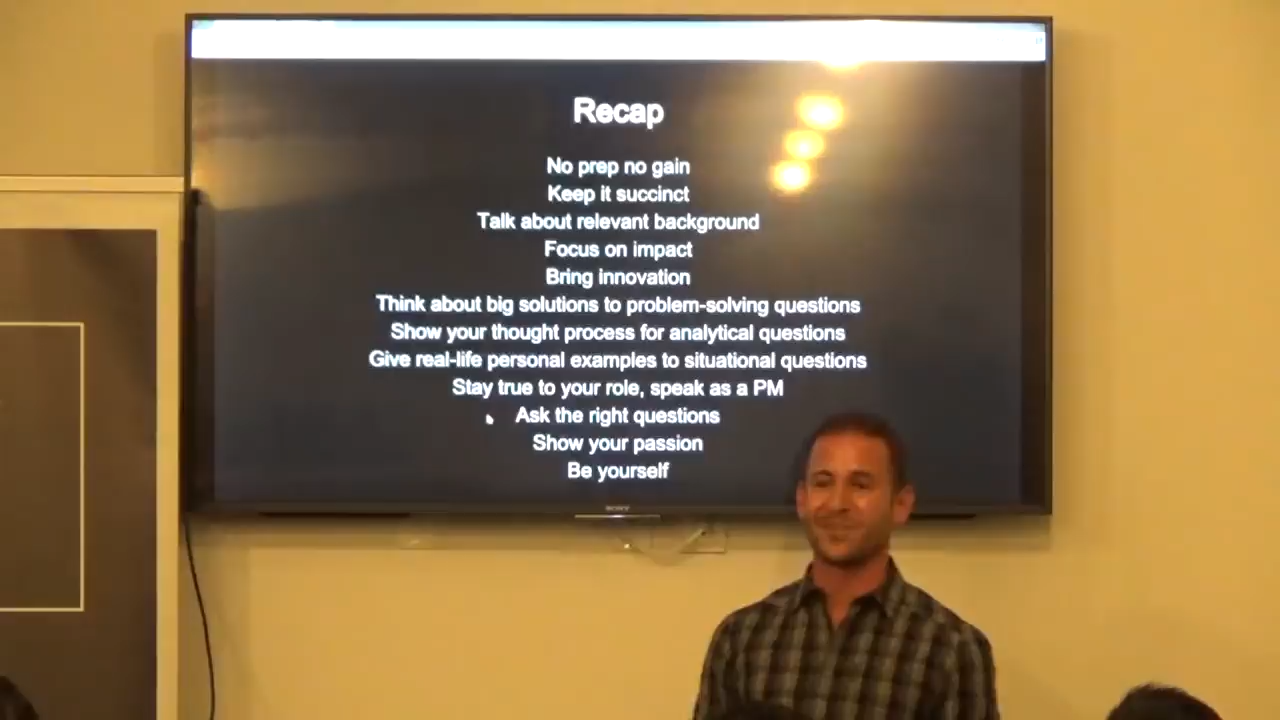 Recap
No prep no gain
Keep it succinct
Talk about relevant background
Focus on impact
Bring innovation
Think about big solutions to problem-solving questions
Show your thought process for analytical questions
Give real-life personal examples to situational questions
Stay true to your role, speak as a PM
Ask the right questions
Show your passion
Be yourself
SONY